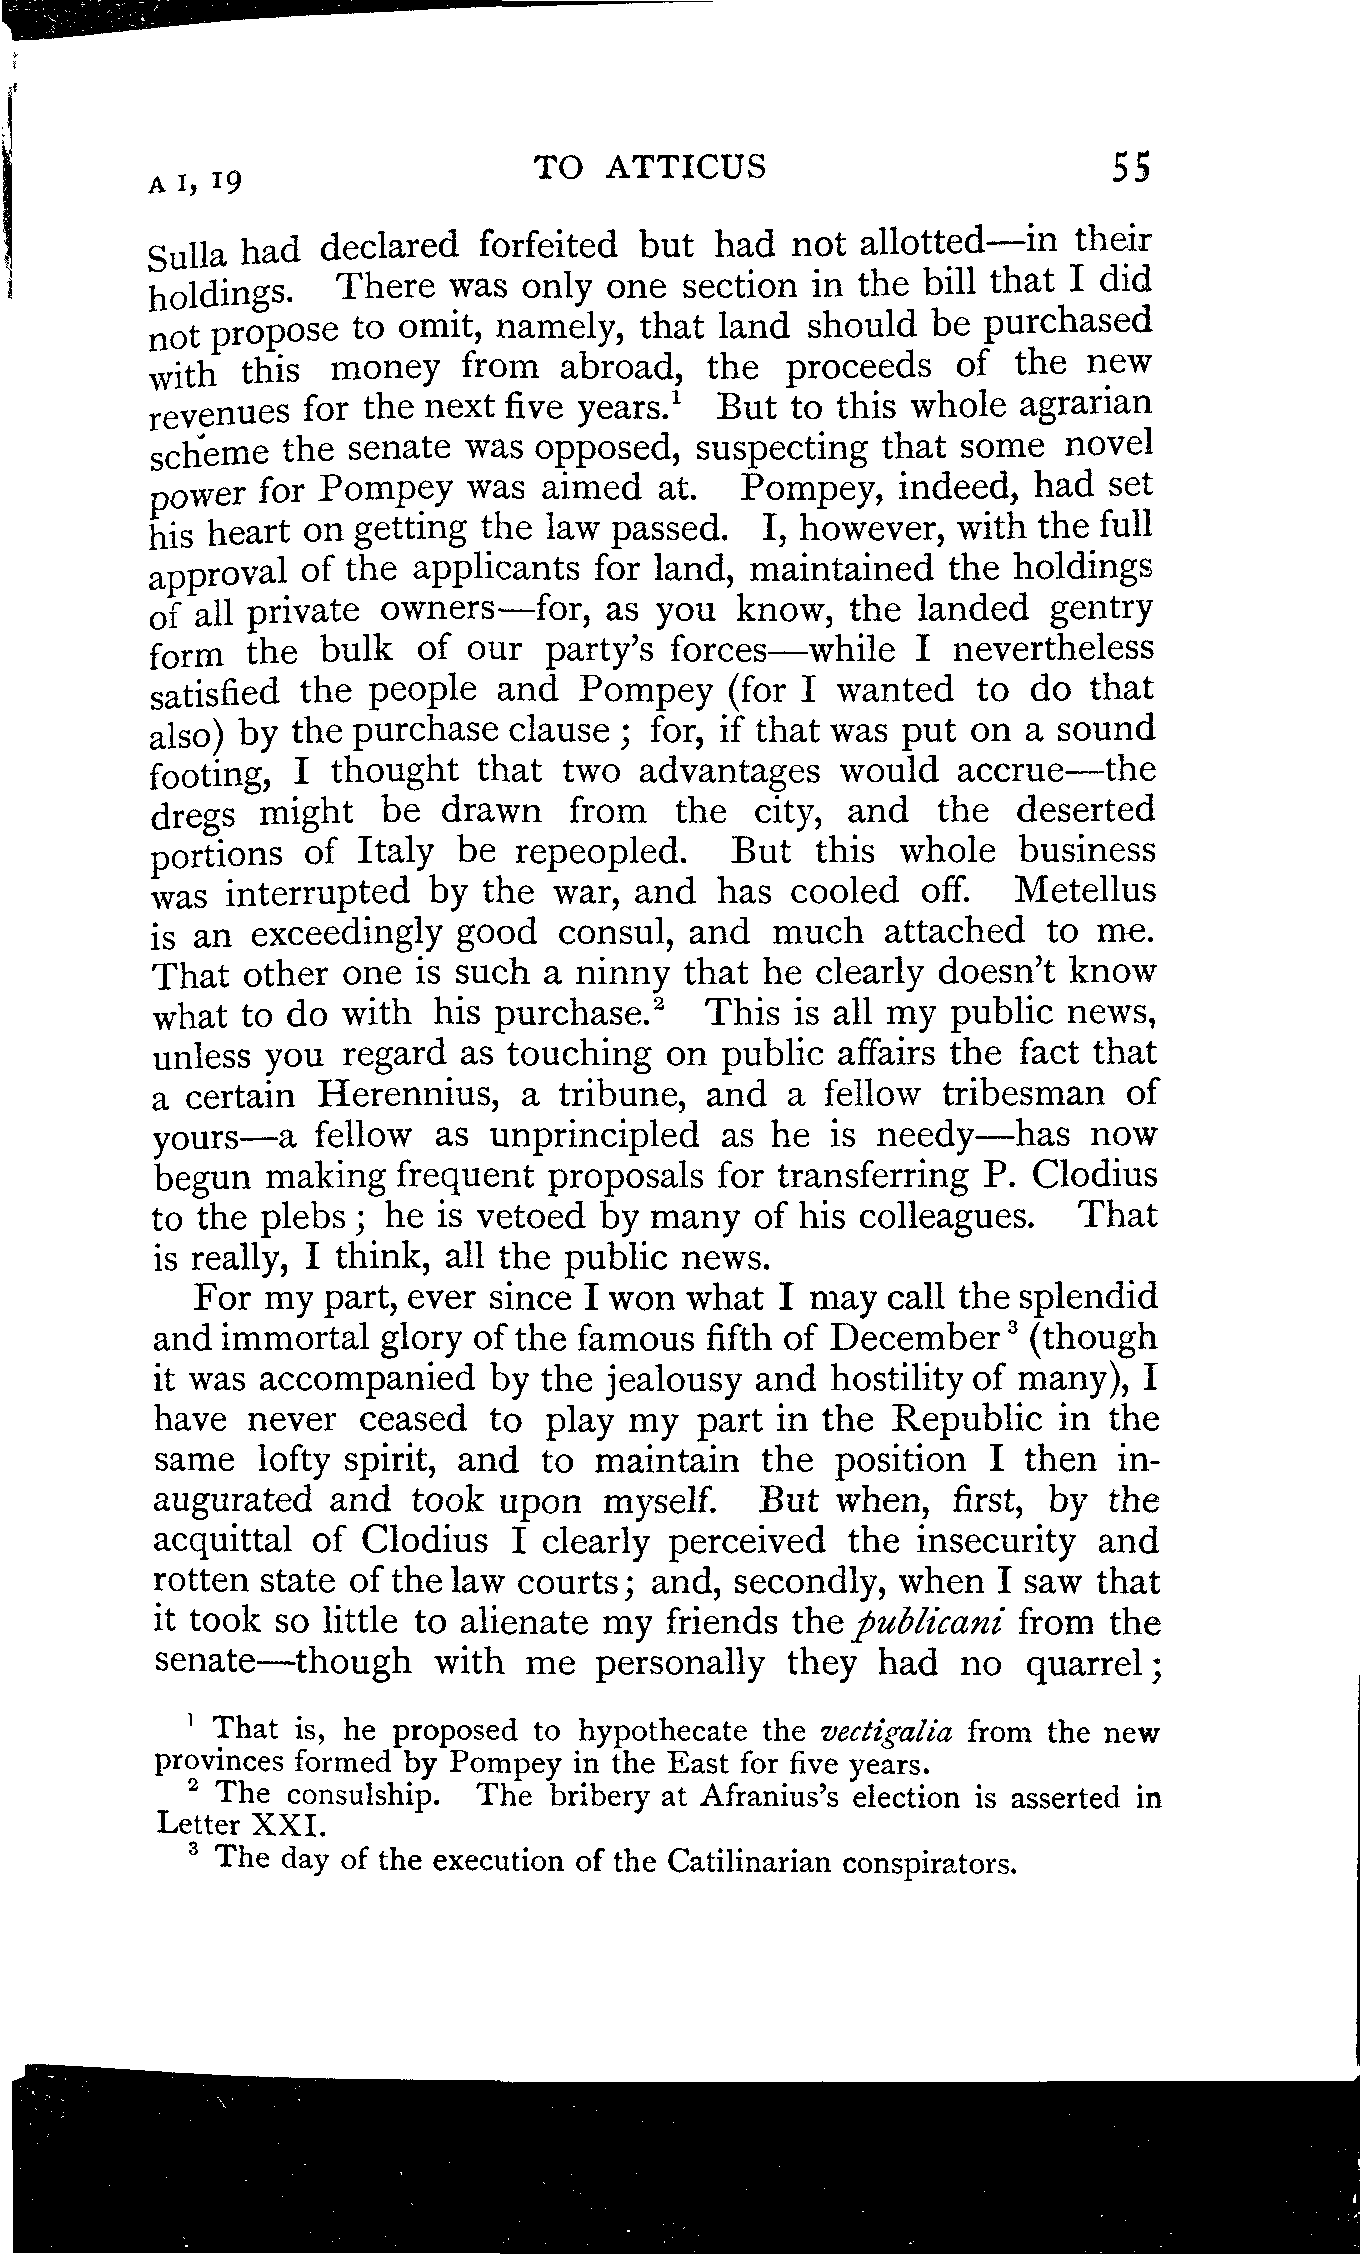 A I, 19 TO ATTICUS 55
Sulla had declared forfeited but had not allotted—in their
holdings. There was only one section in the bill that I did
not propose to omit, namely, that land should be purchased
with this money from abroad, the proceeds of the new
revenues for the next five years.¹ But to this whole agrarian
scheme the senate was opposed, suspecting that some novel
power for Pompey was aimed at. Pompey, indeed, had set
his heart on getting the law passed. I, however, with the full
approval of the applicants for land, maintained the holdings
of all private owners—for, as you know, the landed gentry
form the bulk of our party's forces—while I nevertheless
satisfied the people and Pompey (for I wanted to do that
also) by the purchase clause ; for, if that was put on a sound
footing, I thought that two advantages would accrue—the
dregs might be drawn from the city, and the deserted
portions of Italy be repeopled. But this whole business
was interrupted by the war, and has cooled off. Metellus
is an exceedingly good consul, and much attached to me.
That other one is such a ninny that he clearly doesn't know
what to do with his purchase.² This is all my public news,
unless you regard as touching on public affairs the fact that
a certain Herennius, a tribune, and a fellow tribesman of
yours—a fellow as unprincipled as he is needy—has now
begun making frequent proposals for transferring P. Clodius
to the plebs ; he is vetoed by many of his colleagues. That
is really, I think, all the public news.
For my part, ever since I won what I may call the splendid
and immortal glory of the famous fifth of December³ (though
it was accompanied by the jealousy and hostility of many), I
have never ceased to play my part in the Republic in the
same lofty spirit, and to maintain the position I then in-
augurated and took upon myself. But when, first, by the
acquittal of Clodius I clearly perceived the insecurity and
rotten state of the law courts ; and, secondly, when I saw that
it took so little to alienate my friends the publicani from the
senate—though with me personally they had no quarrel ;
¹ That is, he proposed to hypothecate the vectigalia from the new
provinces formed by Pompey in the East for five years.
² The consulship. The bribery at Afranius's election is asserted in
Letter XXI.
³ The day of the execution of the Catilinarian conspirators.